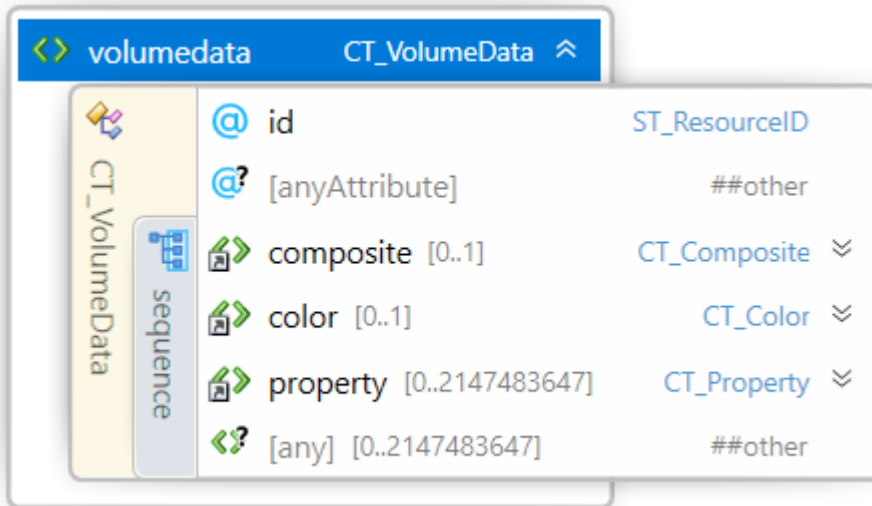 volumedata CT_VolumeData
CT_VolumeData
sequence
@ id ST_ResourceID
@? [anyAttribute] ##other
composite [0..1] CT_Composite
color [0..1] CT_Color
property [0..2147483647] CT_Property
[any] [0..2147483647] ##other